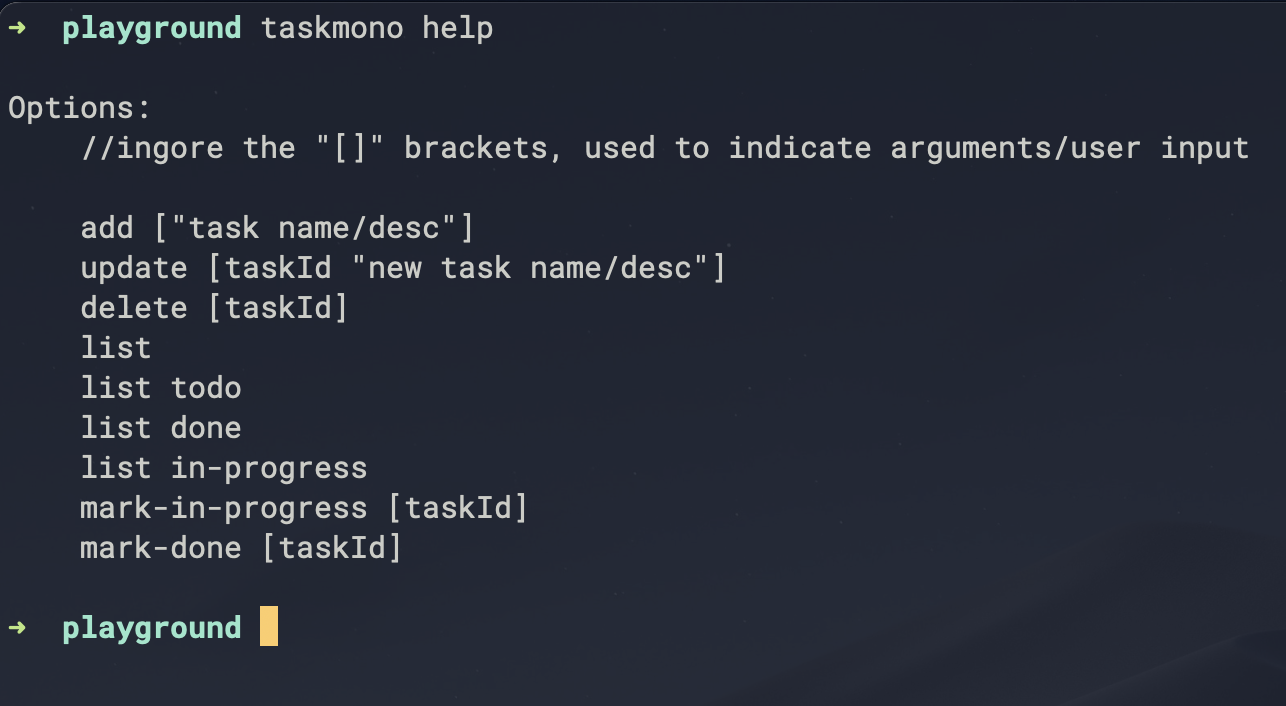 ➜ playground taskmono help
Options:
//ingore the "[]" brackets, used to indicate arguments/user input
add ["task name/desc"]
update [taskId "new task name/desc"]
delete [taskId]
list
list todo
list done
list in-progress
mark-in-progress [taskId]
mark-done [taskId]
➜ playground